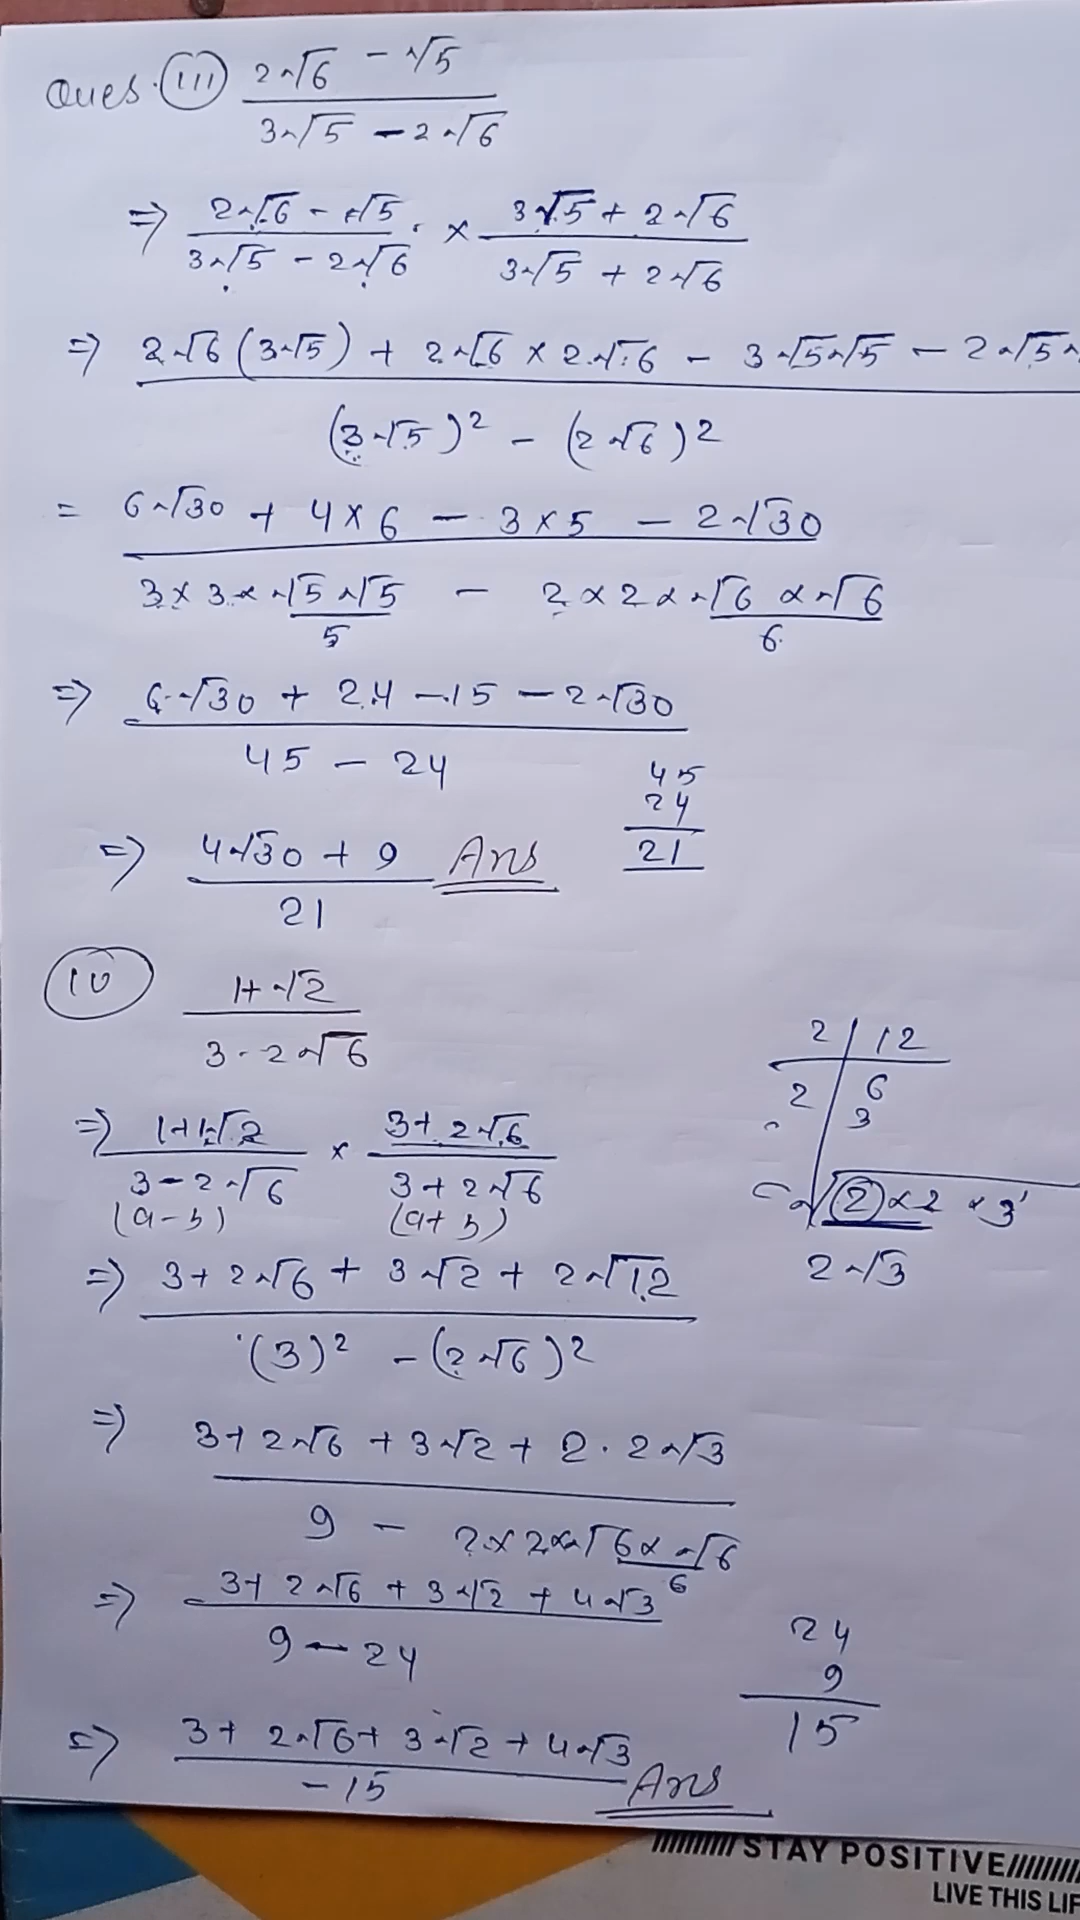 Ques. (iii) (2√6 - √5)/(3√5 - 2√6)
⇒ (2√6 - √5)/(3√5 - 2√6) × (3√5 + 2√6)/(3√5 + 2√6)
⇒ 2√6(3√5) + 2√6 × 2√6 - 3√5√5 - 2√5
(3√5)² - (2√6)²
= 6√30 + 4×6 - 3×5 - 2√30
3×3×√5√5 - 2×2×√6×√6
5 6
⇒ 6√30 + 24 - 15 - 2√30
45 - 24
45
24
21
⇒ (4√30 + 9)/21 Ans
(iv) (1+√2)/(3-2√6)
2 | 12
2 | 6
3
⇒ (1+√2)/(3-2√6) × (3+2√6)/(3+2√6)
(a-b) (a+b)
√2×2×3
2√3
⇒ 3+2√6+3√2+2√12
(3)² - (2√6)²
⇒ 3+2√6+3√2+2·2√3
9 - 2×2×√6×√6
6
⇒ 3+2√6+3√2+4√3
9 - 24
24
9
15
⇒ (3+2√6+3√2+4√3)/-15 Ans
STAY POSITIVE
LIVE THIS LIF